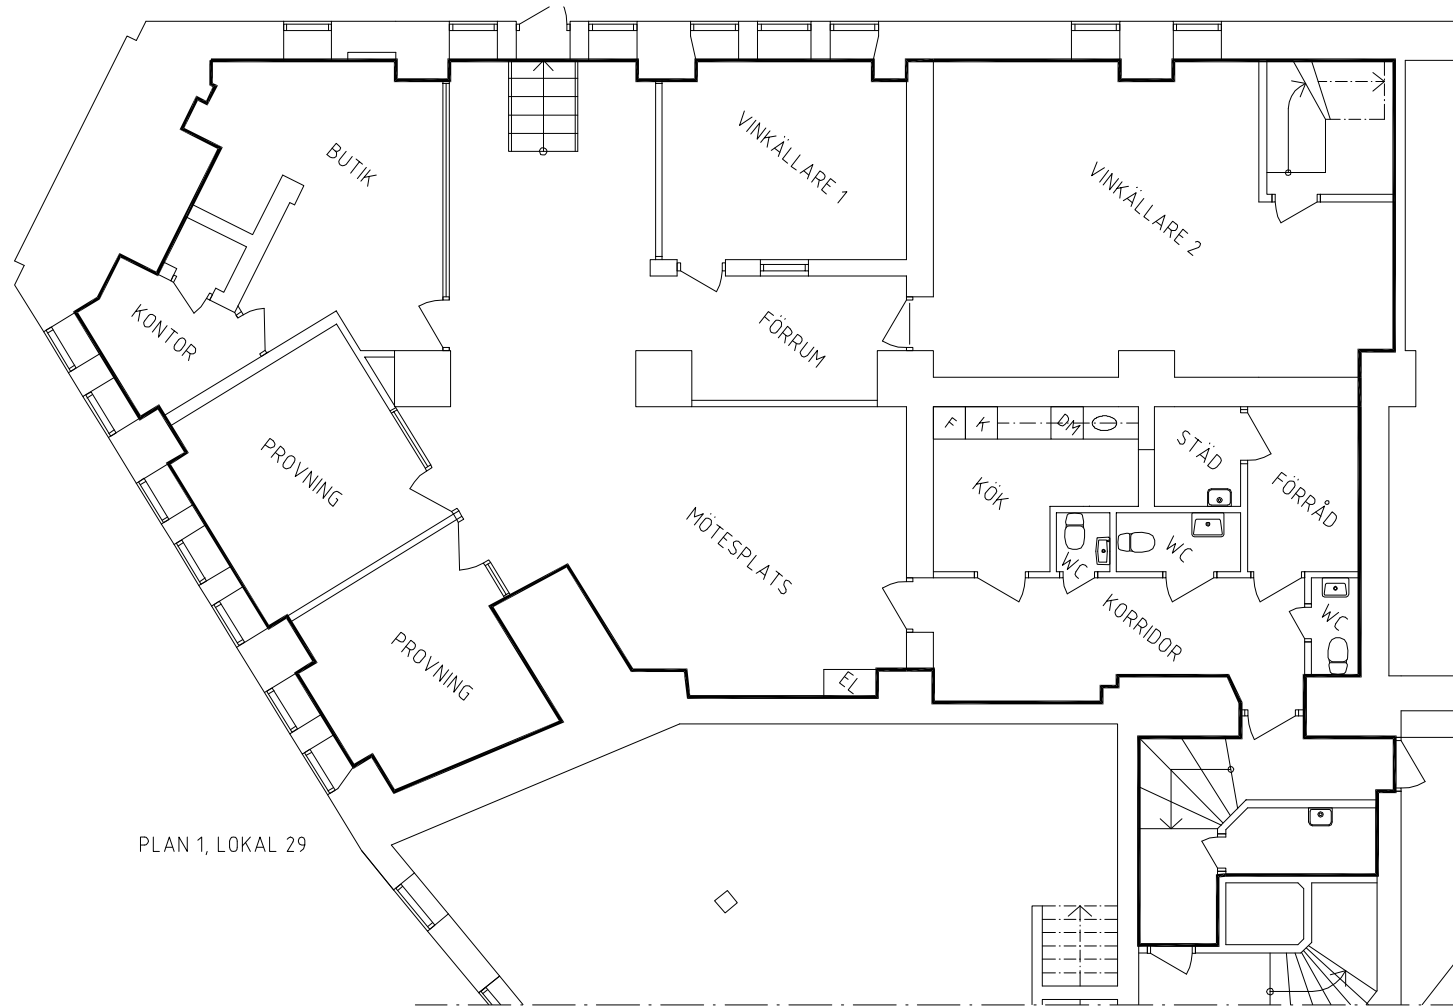 BUTIK
VINKÄLLARE 1
VINKÄLLARE 2
KONTOR
FÖRRUM
PROVNING
F
K
DM
STÄD
KÖK
FÖRRÅD
MÖTESPLATS
WC
WC
KORRIDOR
WC
PROVNING
EL
PLAN 1, LOKAL 29